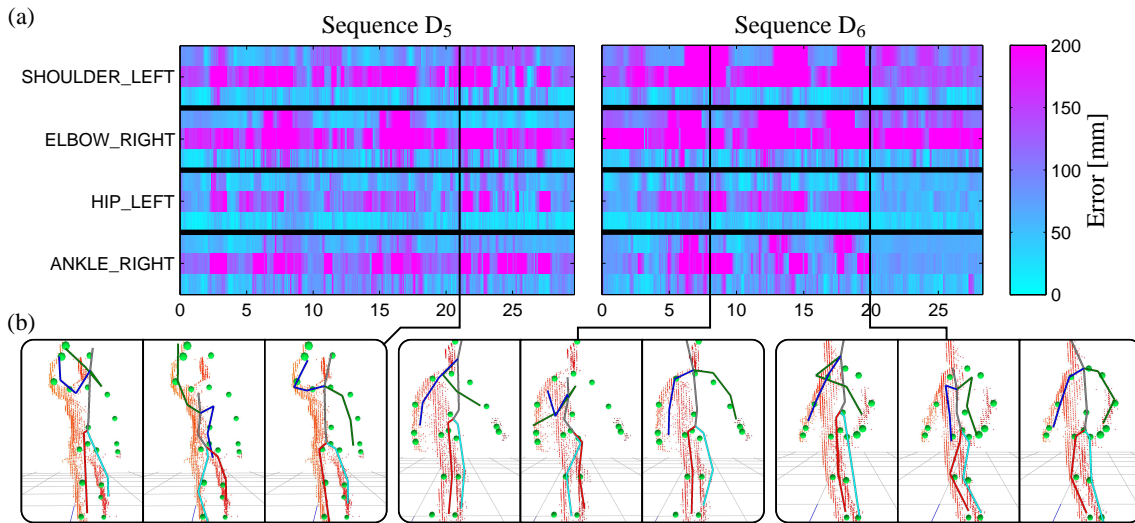 (a)
Sequence D5
Sequence D6
SHOULDER_LEFT
ELBOW_RIGHT
HIP_LEFT
ANKLE_RIGHT
0 5 10 15 20 25
0 5 10 15 20 25
200
150
100
50
0
Error [mm]
(b)